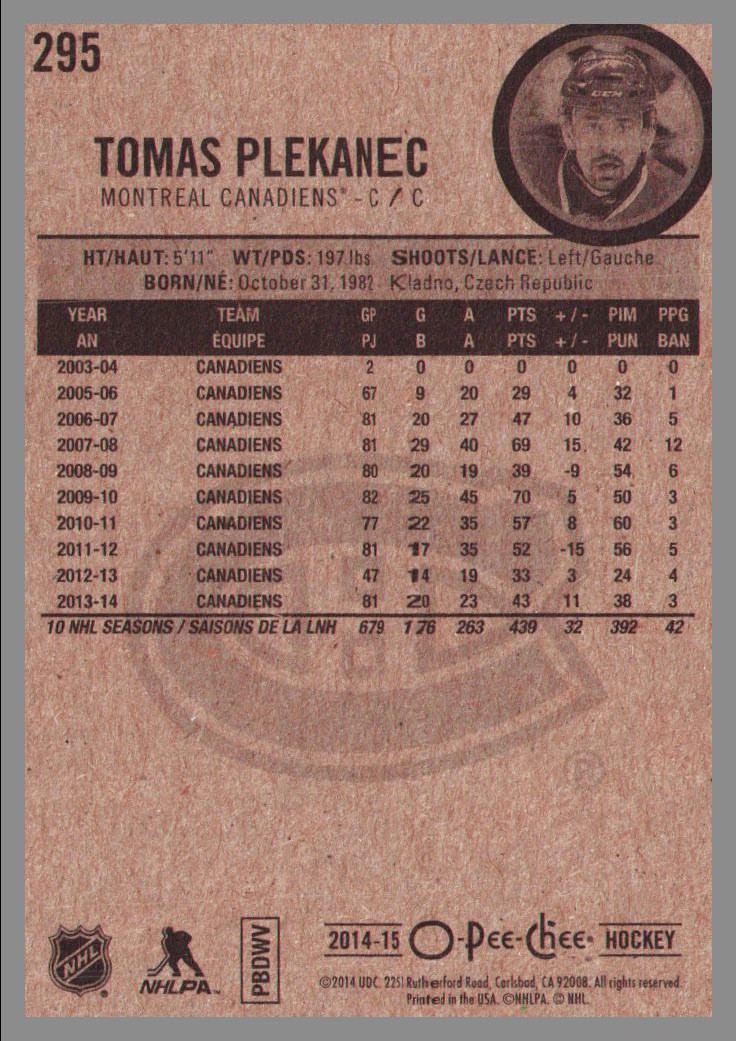 295
TOMAS PLEKANEC
MONTREAL CANADIENS® - C / C
HT/HAUT: 5'11" WT/PDS: 197 lbs SHOOTS/LANCE: Left/Gauche
BORN/NÉ: October 31, 1982 Kladno, Czech Republic
YEAR TEAM GP G A PTS + / - PIM PPG
AN ÉQUIPE PJ B A PTS + / - PUN BAN
2003-04 CANADIENS 2 0 0 0 0 0 0
2005-06 CANADIENS 67 9 20 29 4 32 1
2006-07 CANADIENS 81 20 27 47 10 36 5
2007-08 CANADIENS 81 29 40 69 15 42 12
2008-09 CANADIENS 80 20 19 39 -9 54 6
2009-10 CANADIENS 82 25 45 70 5 50 3
2010-11 CANADIENS 77 22 35 57 8 60 3
2011-12 CANADIENS 81 17 35 52 -15 56 5
2012-13 CANADIENS 47 14 19 33 3 24 4
2013-14 CANADIENS 81 20 23 43 11 38 3
10 NHL SEASONS / SAISONS DE LA LNH 679 176 263 439 32 392 42
®
NHL
NHLPA™
PBDWV
2014-15 O-Pee-Chee® HOCKEY
©2014 UDC. 2251 Rutherford Road, Carlsbad, CA 92008. All rights reserved.
Printed in the USA. ©NHLPA. © NHL.